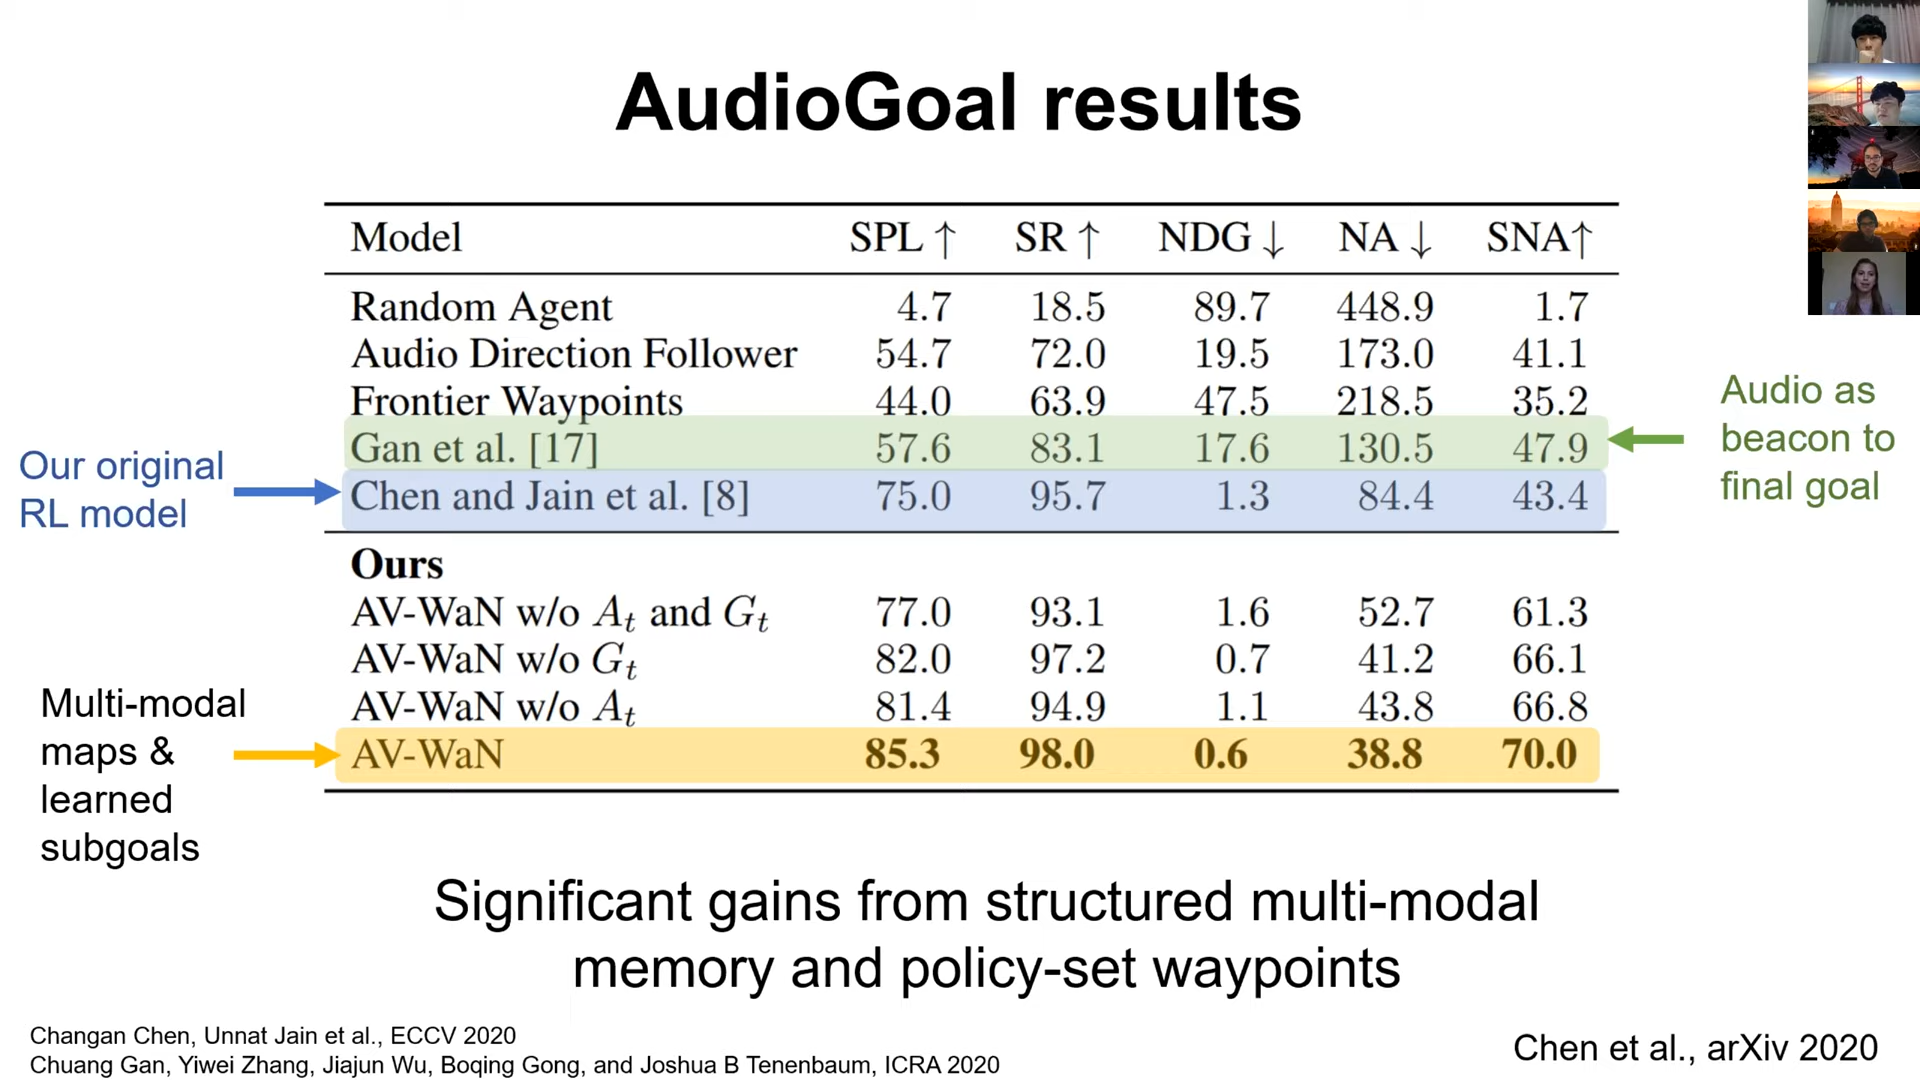 AudioGoal results
Model SPL ↑ SR ↑ NDG ↓ NA ↓ SNA↑
Random Agent 4.7 18.5 89.7 448.9 1.7
Audio Direction Follower 54.7 72.0 19.5 173.0 41.1
Frontier Waypoints 44.0 63.9 47.5 218.5 35.2
Gan et al. [17] 57.6 83.1 17.6 130.5 47.9
Chen and Jain et al. [8] 75.0 95.7 1.3 84.4 43.4
Ours
AV-WaN w/o At and Gt 77.0 93.1 1.6 52.7 61.3
AV-WaN w/o Gt 82.0 97.2 0.7 41.2 66.1
AV-WaN w/o At 81.4 94.9 1.1 43.8 66.8
AV-WaN 85.3 98.0 0.6 38.8 70.0
Our original
RL model
Multi-modal
maps &
learned
subgoals
Audio as
beacon to
final goal
Significant gains from structured multi-modal
memory and policy-set waypoints
Changan Chen, Unnat Jain et al., ECCV 2020
Chuang Gan, Yiwei Zhang, Jiajun Wu, Boqing Gong, and Joshua B Tenenbaum, ICRA 2020
Chen et al., arXiv 2020